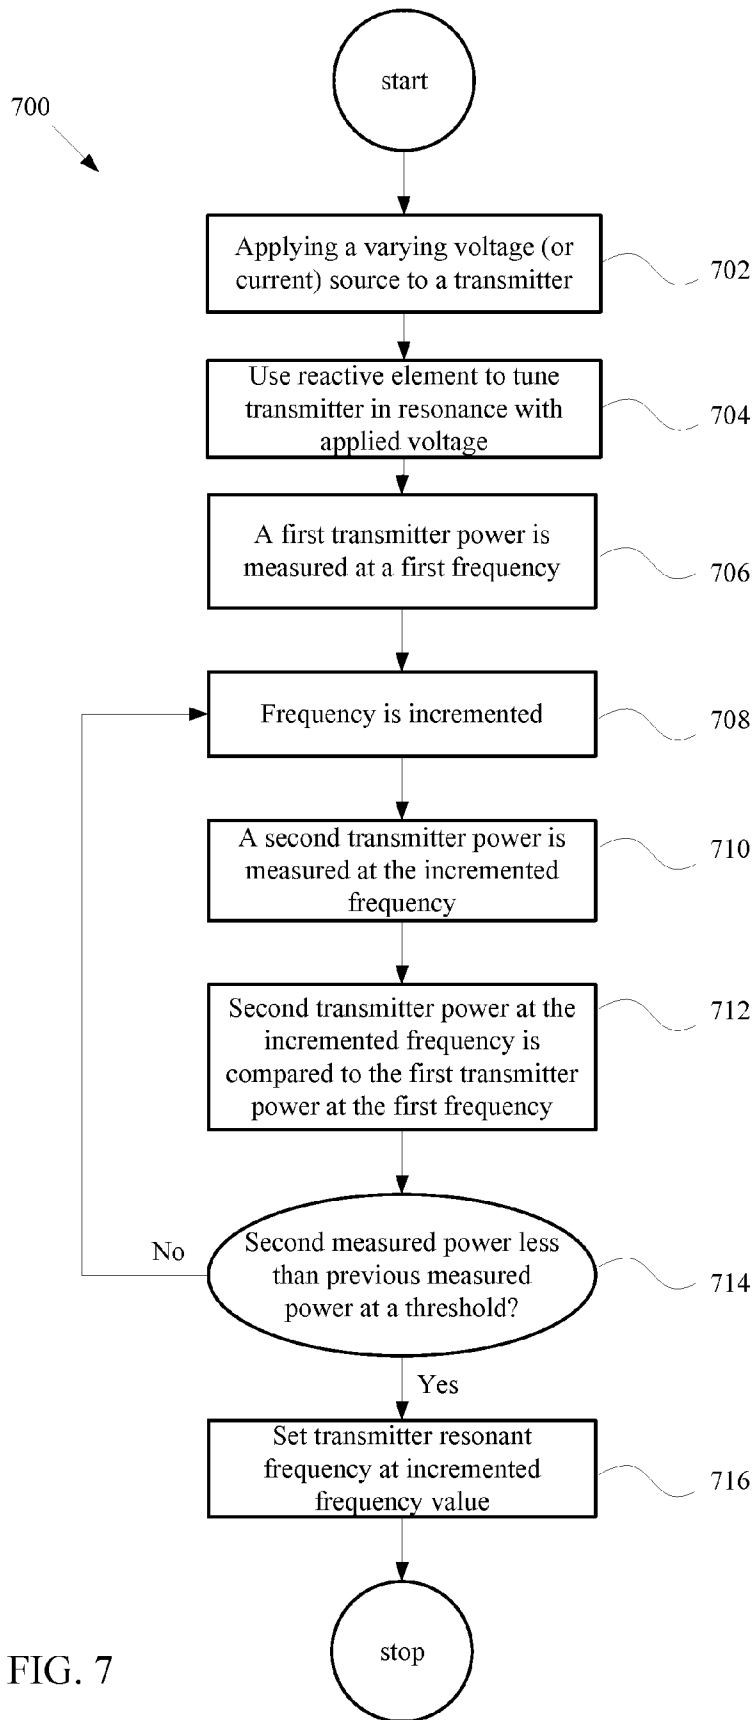 start
700
Applying a varying voltage (or
current) source to a transmitter
702
Use reactive element to tune
transmitter in resonance with
applied voltage
704
A first transmitter power is
measured at a first frequency
706
Frequency is incremented
708
A second transmitter power is
measured at the incremented
frequency
710
Second transmitter power at the
incremented frequency is
compared to the first transmitter
power at the first frequency
712
No
Second measured power less
than previous measured
power at a threshold?
714
Yes
Set transmitter resonant
frequency at incremented
frequency value
716
stop
FIG. 7